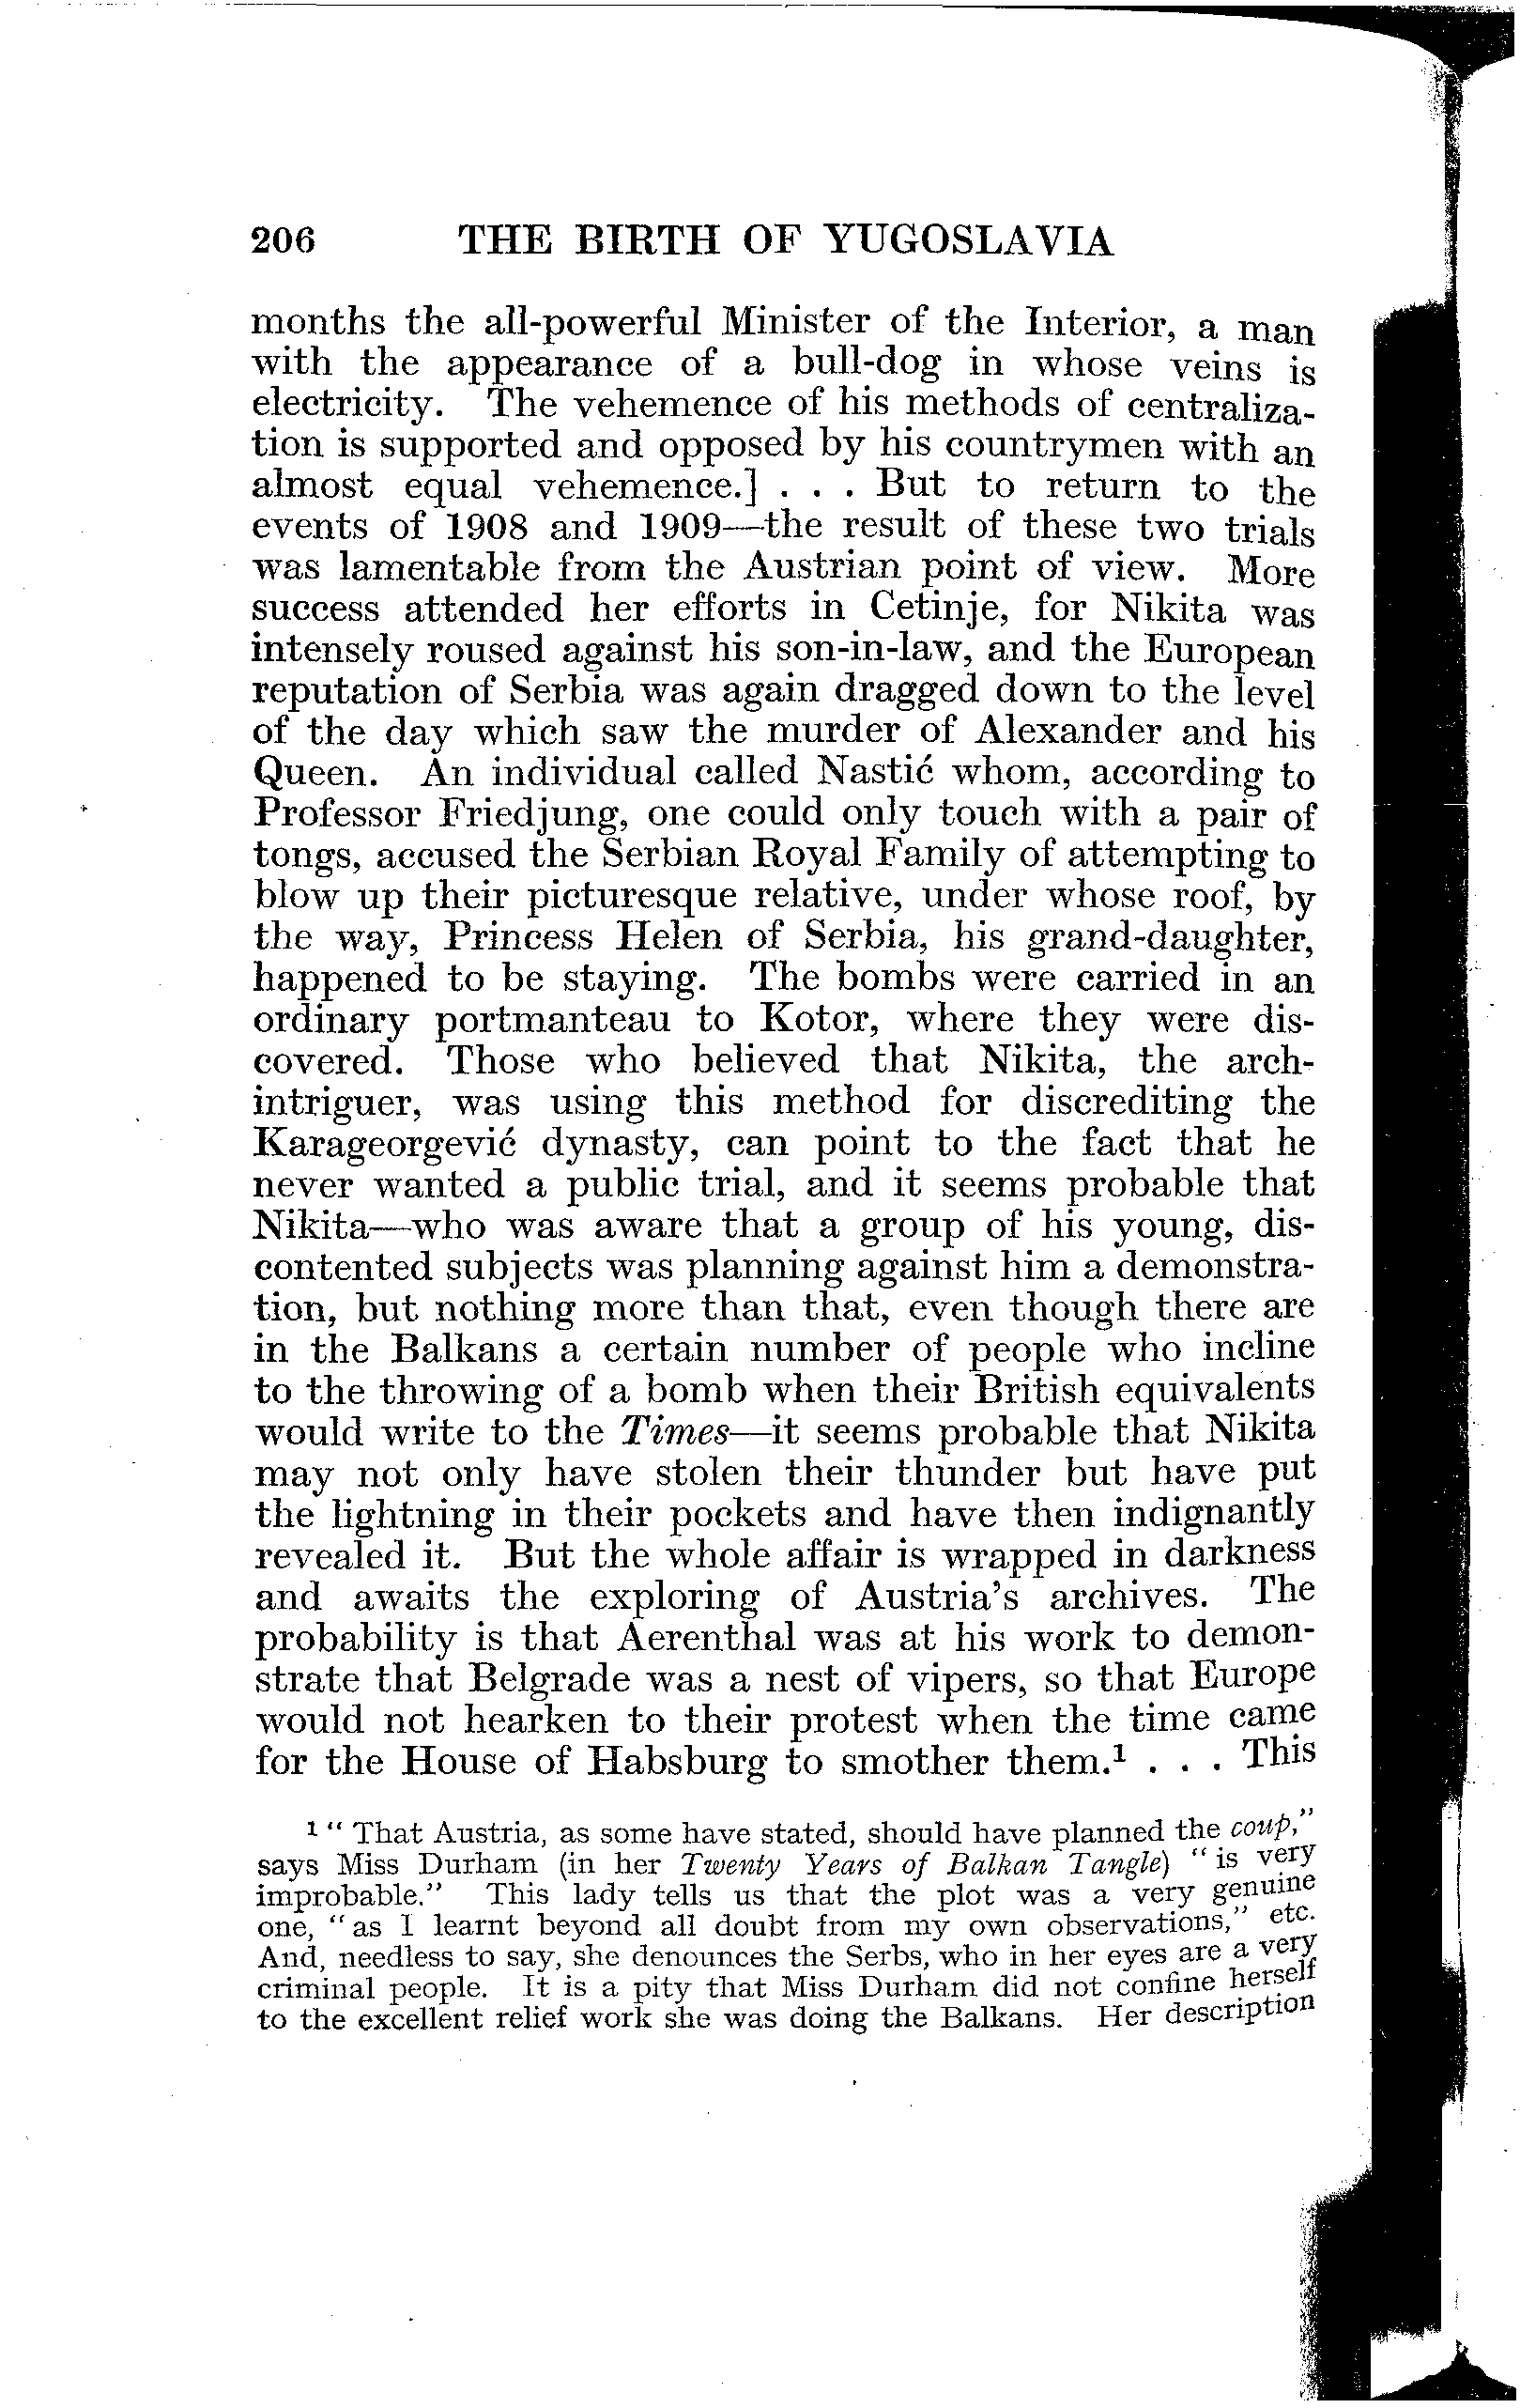 206 THE BIRTH OF YUGOSLAVIA
months the all-powerful Minister of the Interior, a man
with the appearance of a bull-dog in whose veins is
electricity. The vehemence of his methods of centraliza-
tion is supported and opposed by his countrymen with an
almost equal vehemence.] . . . But to return to the
events of 1908 and 1909—the result of these two trials
was lamentable from the Austrian point of view. More
success attended her efforts in Cetinje, for Nikita was
intensely roused against his son-in-law, and the European
reputation of Serbia was again dragged down to the level
of the day which saw the murder of Alexander and his
Queen. An individual called Nastić whom, according to
Professor Friedjung, one could only touch with a pair of
tongs, accused the Serbian Royal Family of attempting to
blow up their picturesque relative, under whose roof, by
the way, Princess Helen of Serbia, his grand-daughter,
happened to be staying. The bombs were carried in an
ordinary portmanteau to Kotor, where they were dis-
covered. Those who believed that Nikita, the arch-
intriguer, was using this method for discrediting the
Karageorgević dynasty, can point to the fact that he
never wanted a public trial, and it seems probable that
Nikita—who was aware that a group of his young, dis-
contented subjects was planning against him a demonstra-
tion, but nothing more than that, even though there are
in the Balkans a certain number of people who incline
to the throwing of a bomb when their British equivalents
would write to the Times—it seems probable that Nikita
may not only have stolen their thunder but have put
the lightning in their pockets and have then indignantly
revealed it. But the whole affair is wrapped in darkness
and awaits the exploring of Austria's archives. The
probability is that Aerenthal was at his work to demon-
strate that Belgrade was a nest of vipers, so that Europe
would not hearken to their protest when the time came
for the House of Habsburg to smother them.¹ . . . This
¹ "That Austria, as some have stated, should have planned the coup,"
says Miss Durham (in her Twenty Years of Balkan Tangle) "is very
improbable." This lady tells us that the plot was a very genuine
one, "as I learnt beyond all doubt from my own observations," etc.
And, needless to say, she denounces the Serbs, who in her eyes are a very
criminal people. It is a pity that Miss Durham did not confine herself
to the excellent relief work she was doing the Balkans. Her description